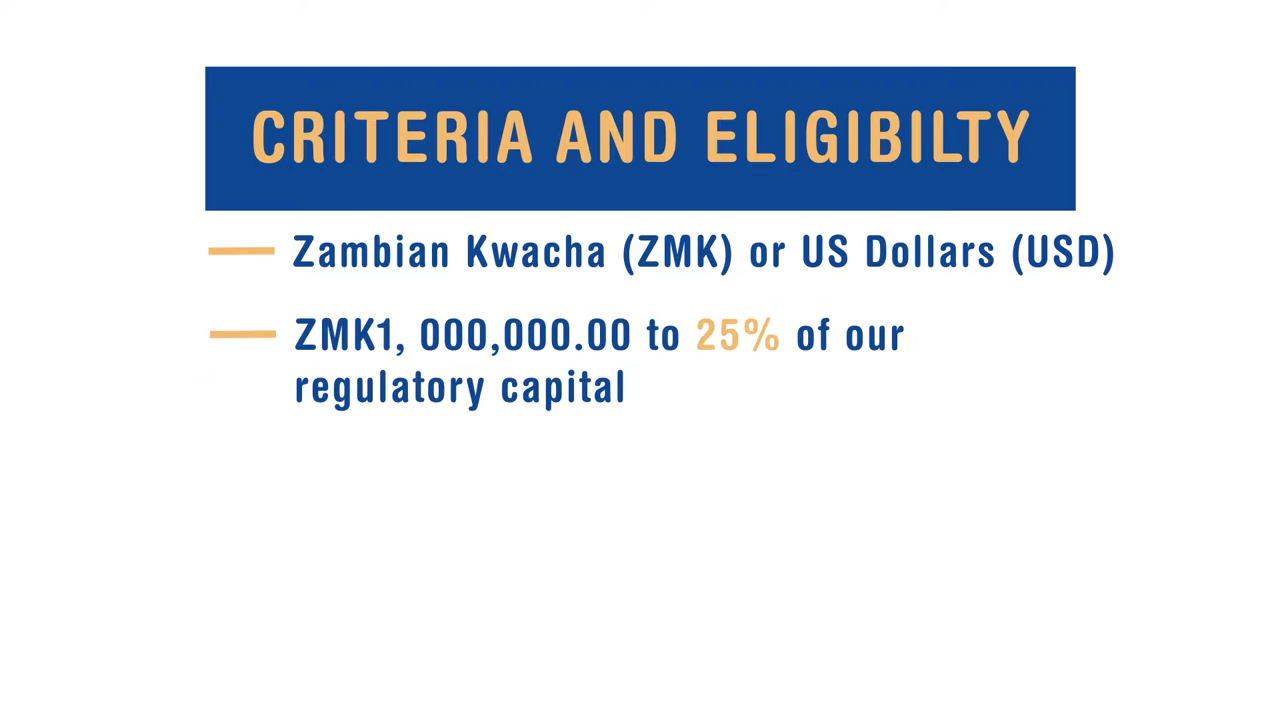 CRITERIA AND ELIGIBILTY
Zambian Kwacha (ZMK) or US Dollars (USD)
ZMK1, 000,000.00 to 25% of our
regulatory capital